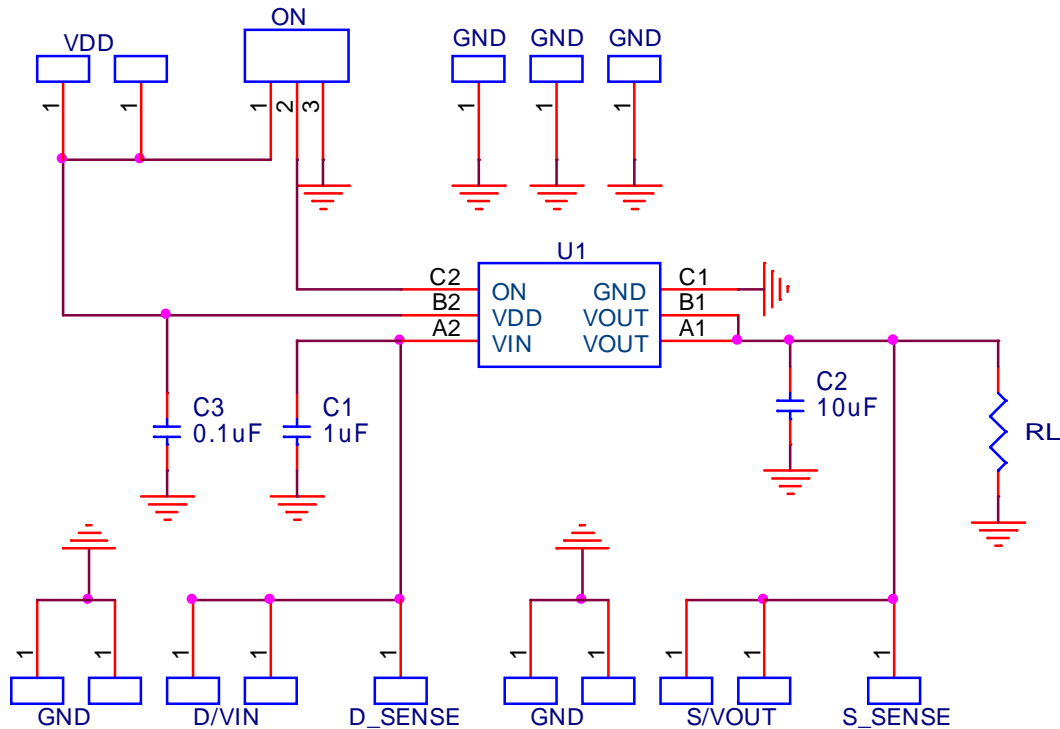 ON
VDD
GND GND GND
1 1 1 2 3 1 1 1
U1
C2 ON GND C1
B2 VDD VOUT B1
A2 VIN VOUT A1
C3
0.1uF
C1
1uF
C2
10uF
RL
1 1 1 1 1 1 1 1 1 1
GND D/VIN D_SENSE GND S/VOUT S_SENSE